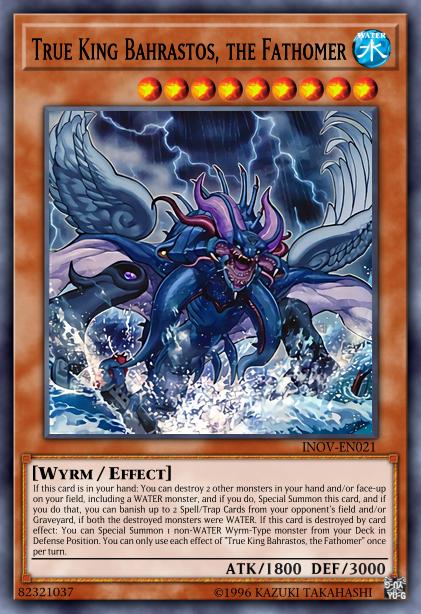 TRUE KING BAHRASTOS, THE FATHOMER
WATER
水
INOV-EN021
[WYRM / EFFECT]
If this card is in your hand: You can destroy 2 other monsters in your hand and/or face-up
on your field, including a WATER monster, and if you do, Special Summon this card, and if
you do that, you can banish up to 2 Spell/Trap Cards from your opponent's field and/or
Graveyard, if both the destroyed monsters were WATER. If this card is destroyed by card
effect: You can Special Summon 1 non-WATER Wyrm-Type monster from your Deck in
Defense Position. You can only use each effect of "True King Bahrastos, the Fathomer" once
per turn.
ATK/1800 DEF/3000
82321037
©1996 KAZUKI TAKAHASHI